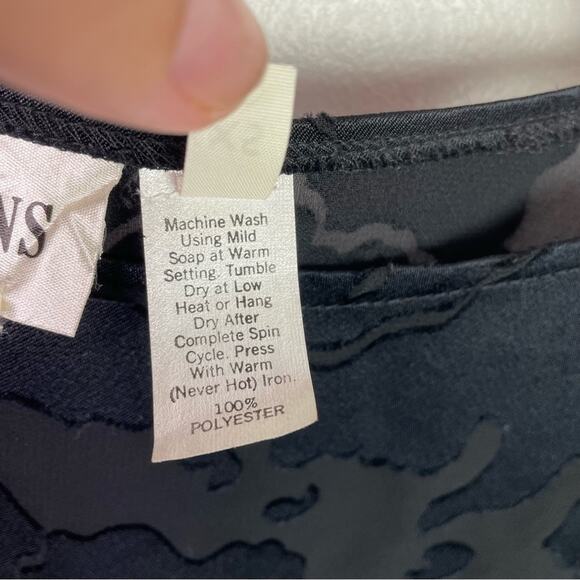 NS
Machine Wash
Using Mild
Soap at Warm
Setting. Tumble
Dry at Low
Heat or Hang
Dry After
Complete Spin
Cycle. Press
With Warm
(Never Hot) Iron.
100%
POLYESTER